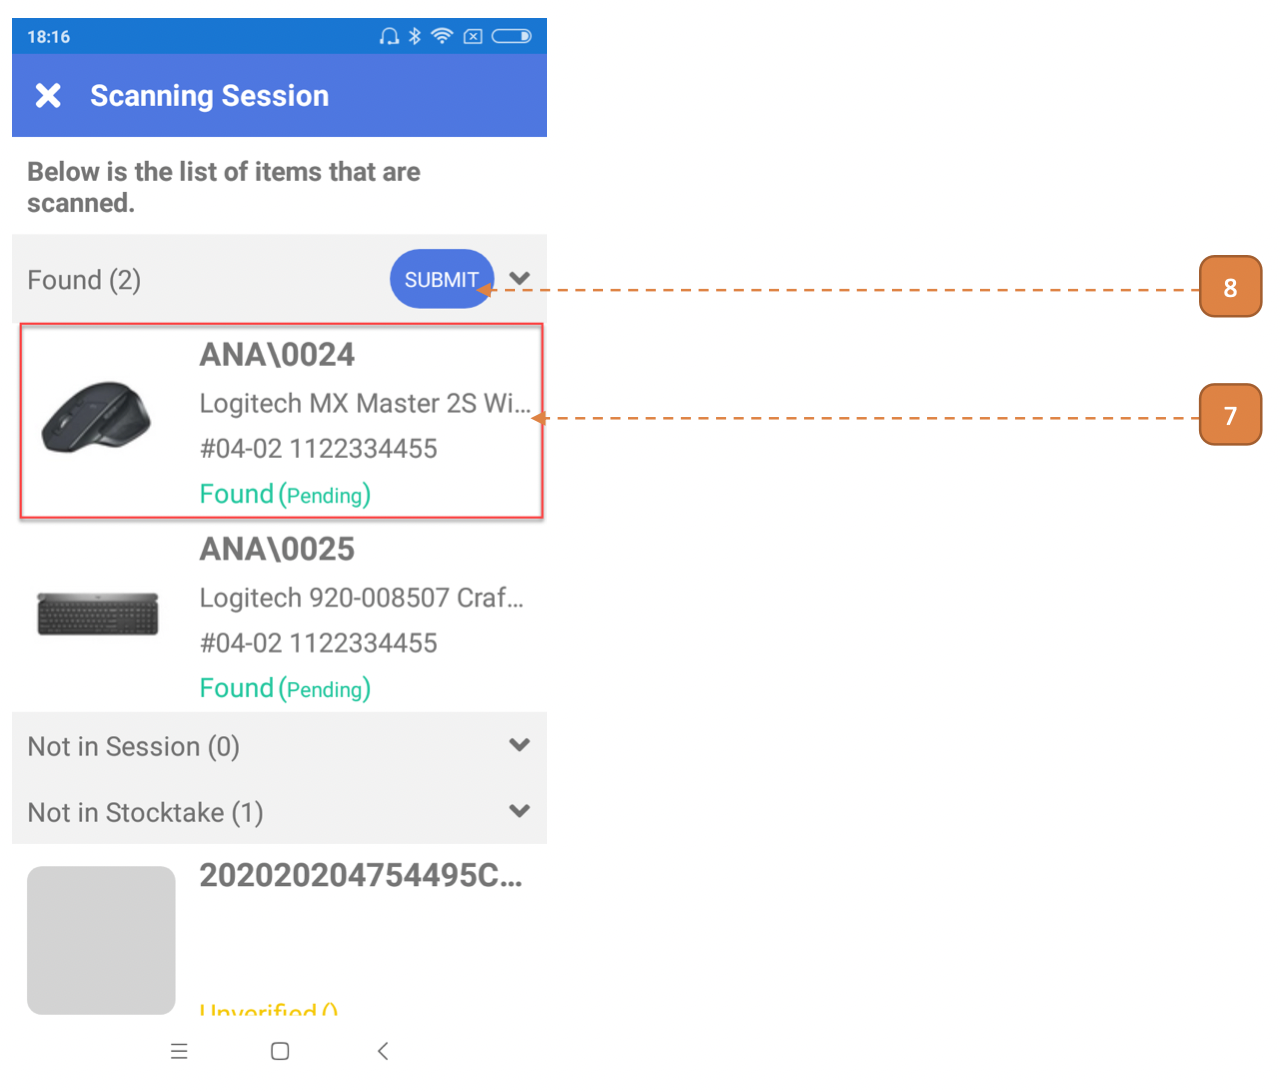 18:16
Scanning Session
Below is the list of items that are
scanned.
Found (2)
SUBMIT
8
ANA\0024
Logitech MX Master 2S Wi...
7
#04-02 1122334455
Found (Pending)
ANA\0025
Logitech 920-008507 Craf...
#04-02 1122334455
Found (Pending)
Not in Session (0)
Not in Stocktake (1)
202020204754495C...
Unverified ()